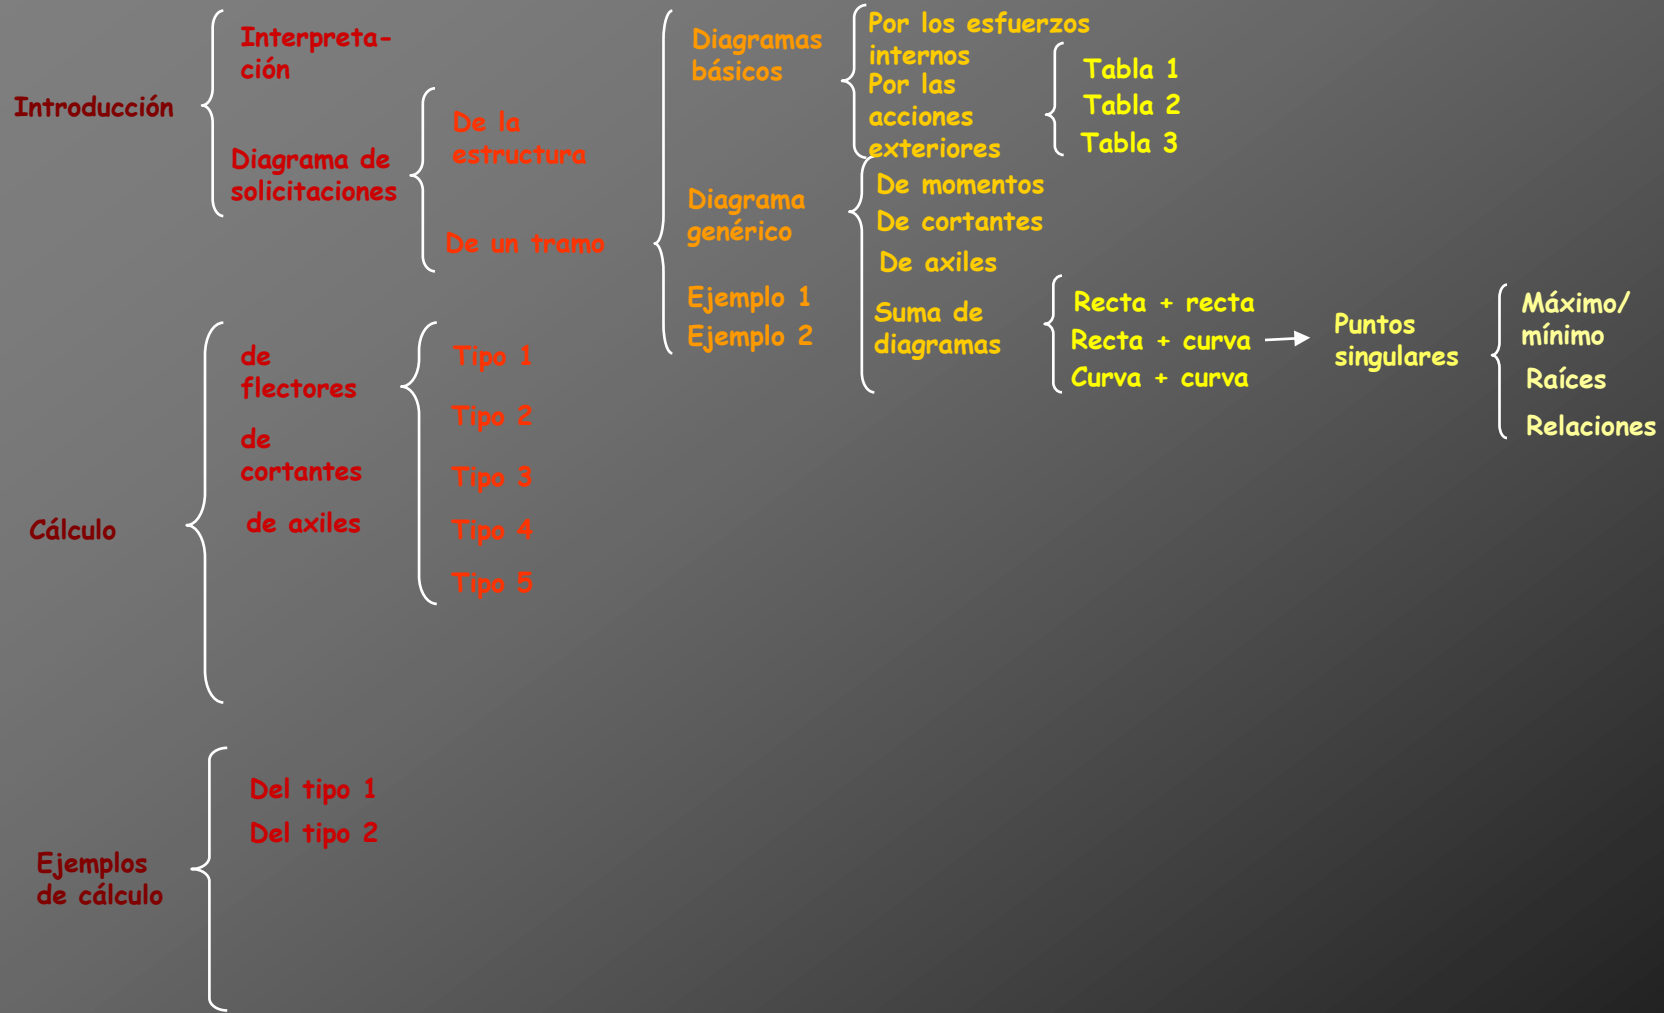 Introducción
Interpreta-
ción
Diagrama de
solicitaciones
De la
estructura
De un tramo
Diagramas
básicos
Por los esfuerzos
internos
Por las
acciones
exteriores
Tabla 1
Tabla 2
Tabla 3
Diagrama
genérico
De momentos
De cortantes
De axiles
Suma de
diagramas
Recta + recta
Recta + curva
Curva + curva
Puntos
singulares
Máximo/
mínimo
Raíces
Relaciones
Ejemplo 1
Ejemplo 2
Cálculo
de
flectores
de
cortantes
de axiles
Tipo 1
Tipo 2
Tipo 3
Tipo 4
Tipo 5
Ejemplos
de cálculo
Del tipo 1
Del tipo 2